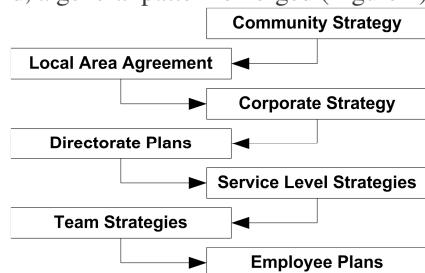 Community Strategy
Local Area Agreement
Corporate Strategy
Directorate Plans
Service Level Strategies
Team Strategies
Employee Plans